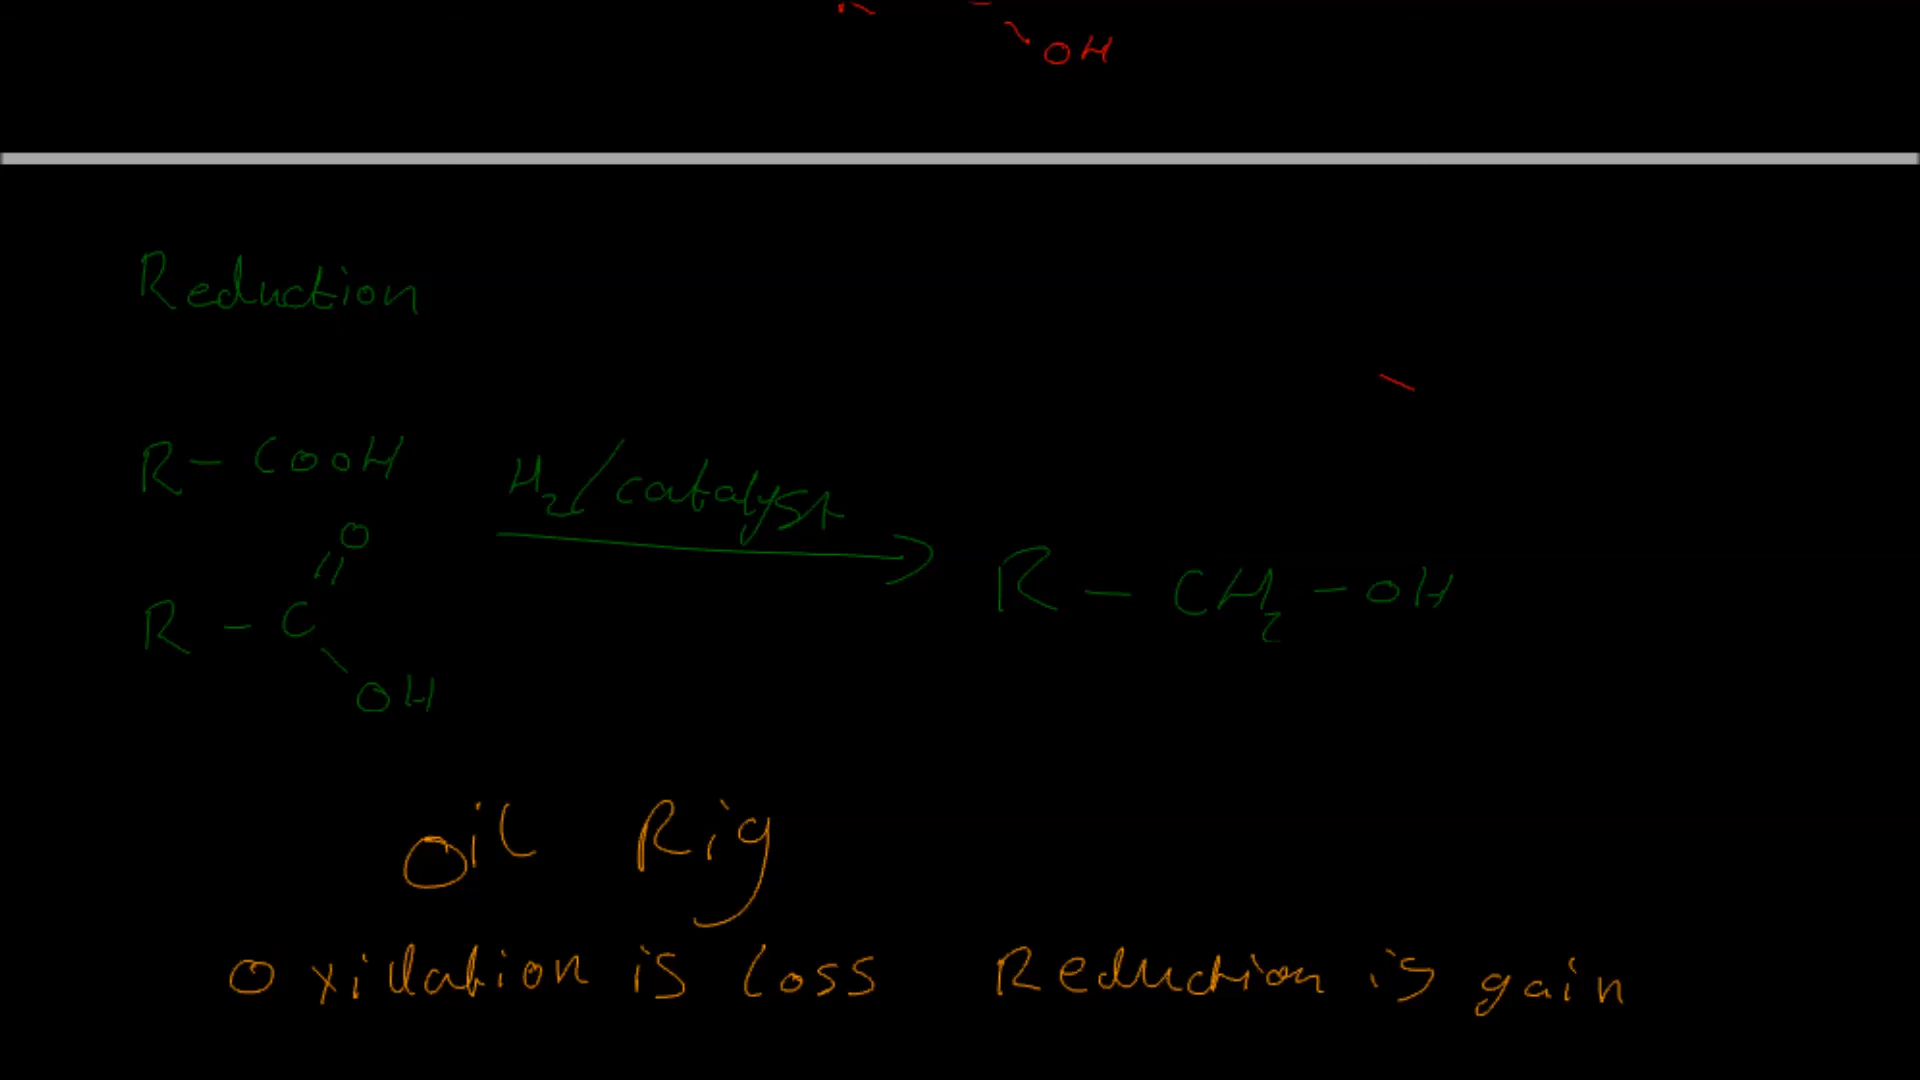 OH
Reduction
R - COOH
H₂/catalyst
O
R - C
OH
R - CH₂ - OH
Oil Rig
Oxidation is loss Reduction is gain